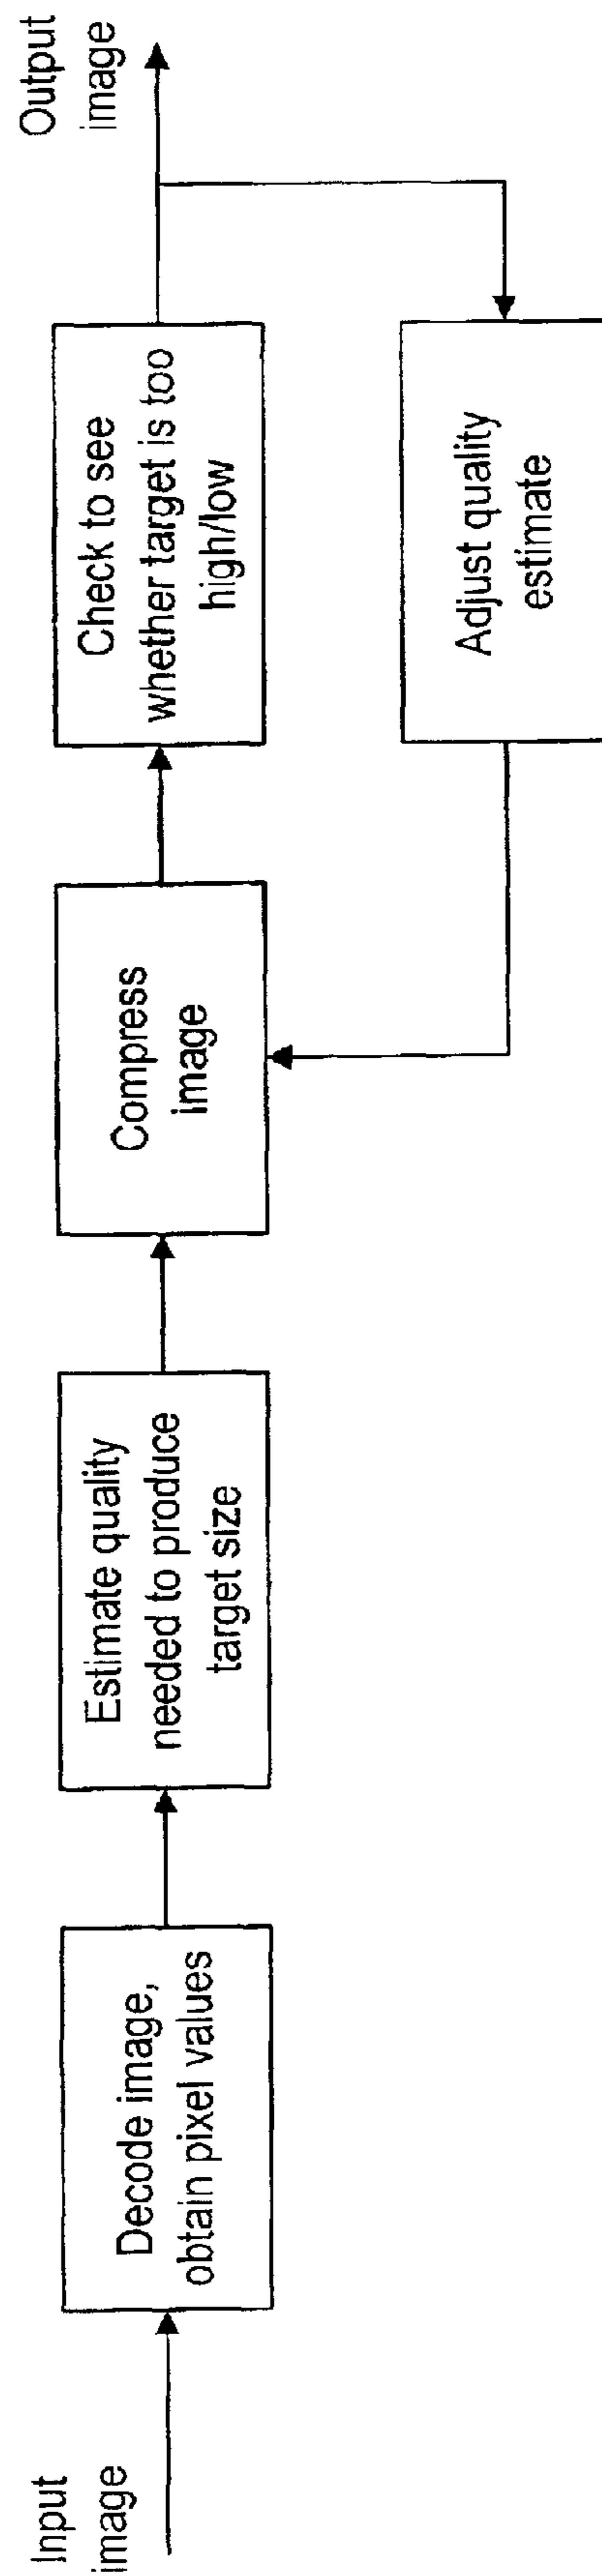 Input
image
Decode image,
obtain pixel values
Estimate quality
needed to produce
target size
Compress
image
Check to see
whether target is too
high/low
Output
image
Adjust quality
estimate